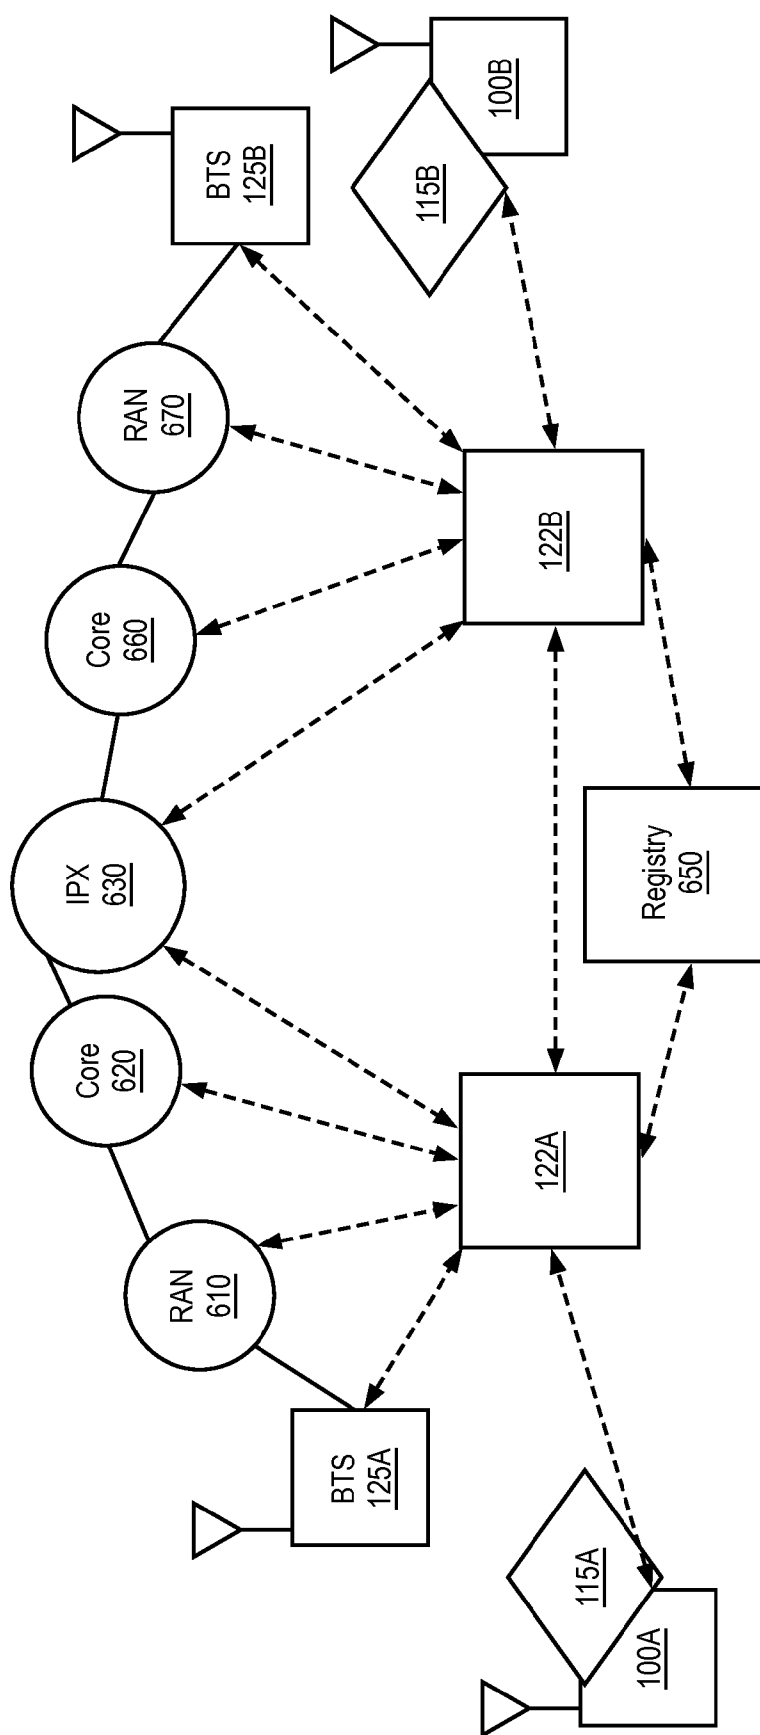 IPX
630
Core
620
Core
660
RAN
610
RAN
670
BTS
125A
BTS
125B
115A
100A
115B
100B
122A
122B
Registry
650